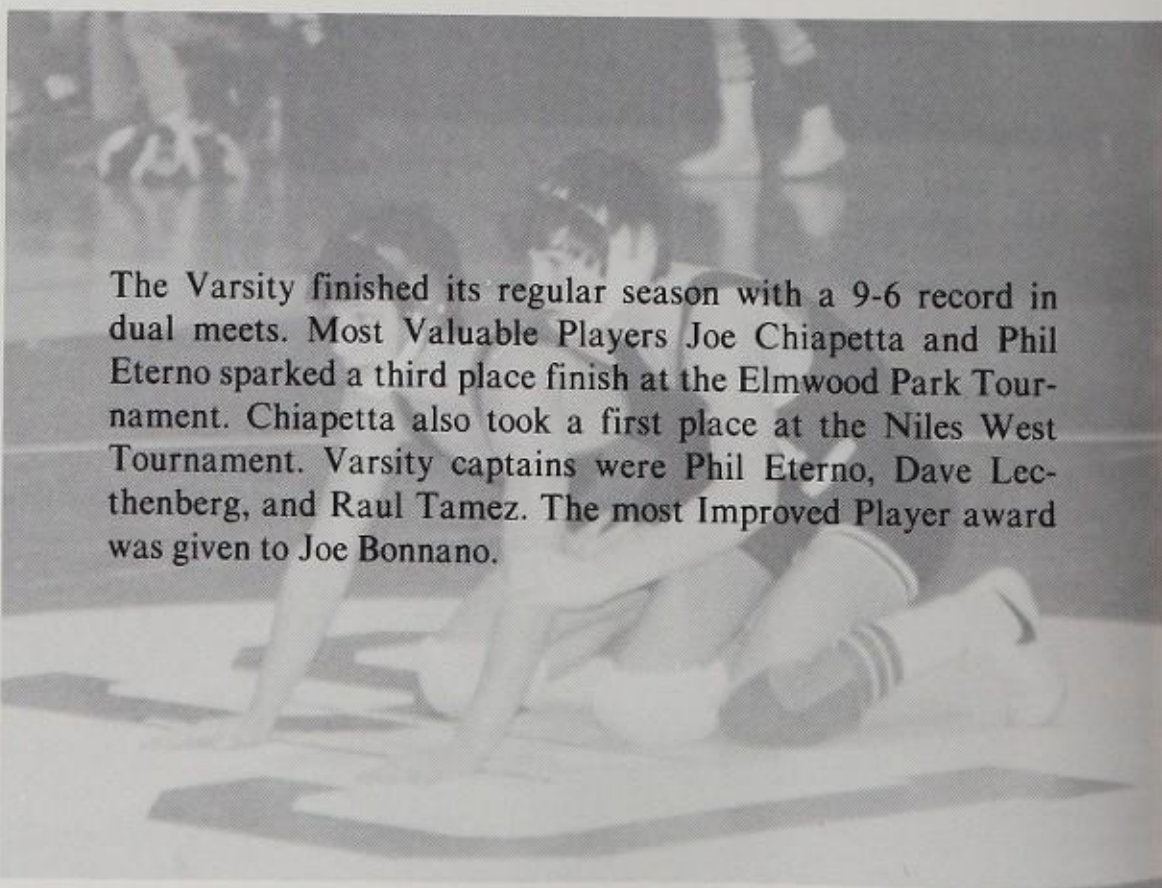 The Varsity finished its regular season with a 9-6 record in
dual meets. Most Valuable Players Joe Chiapetta and Phil
Eterno sparked a third place finish at the Elmwood Park Tour-
nament. Chiapetta also took a first place at the Niles West
Tournament. Varsity captains were Phil Eterno, Dave Lec-
thenberg, and Raul Tamez. The most Improved Player award
was given to Joe Bonnano.